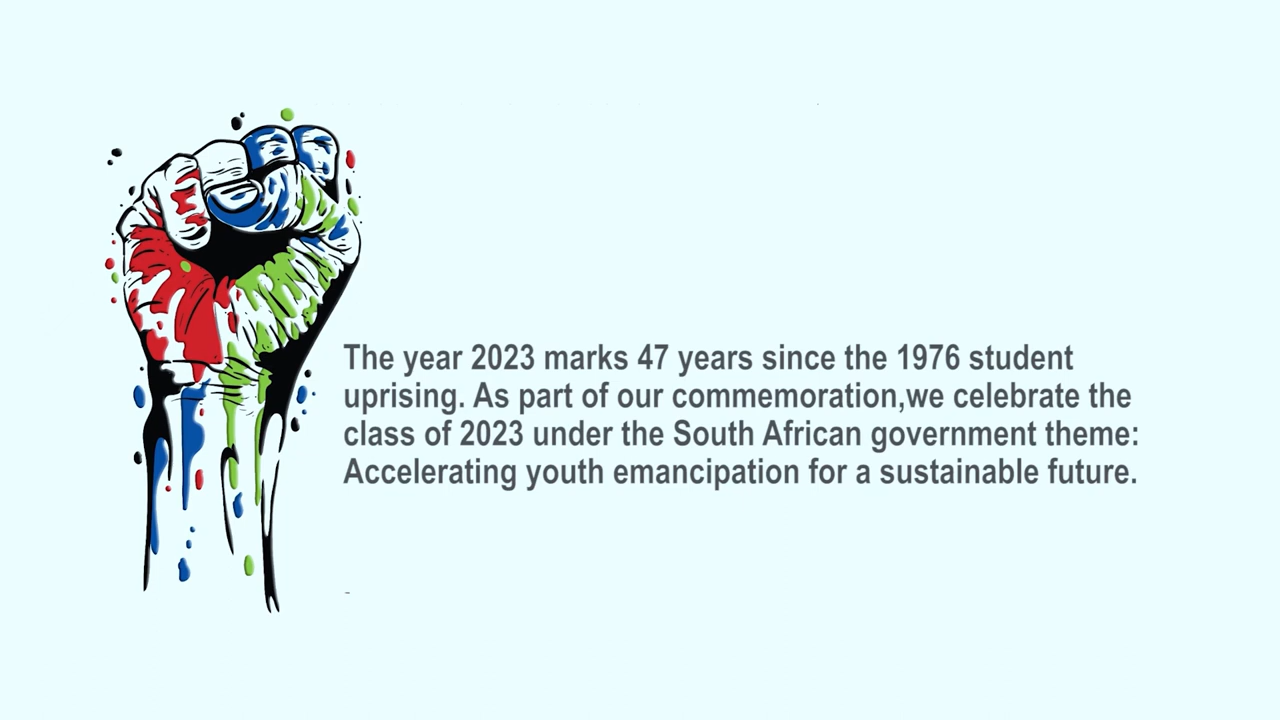 The year 2023 marks 47 years since the 1976 student
uprising. As part of our commemoration,we celebrate the
class of 2023 under the South African government theme:
Accelerating youth emancipation for a sustainable future.